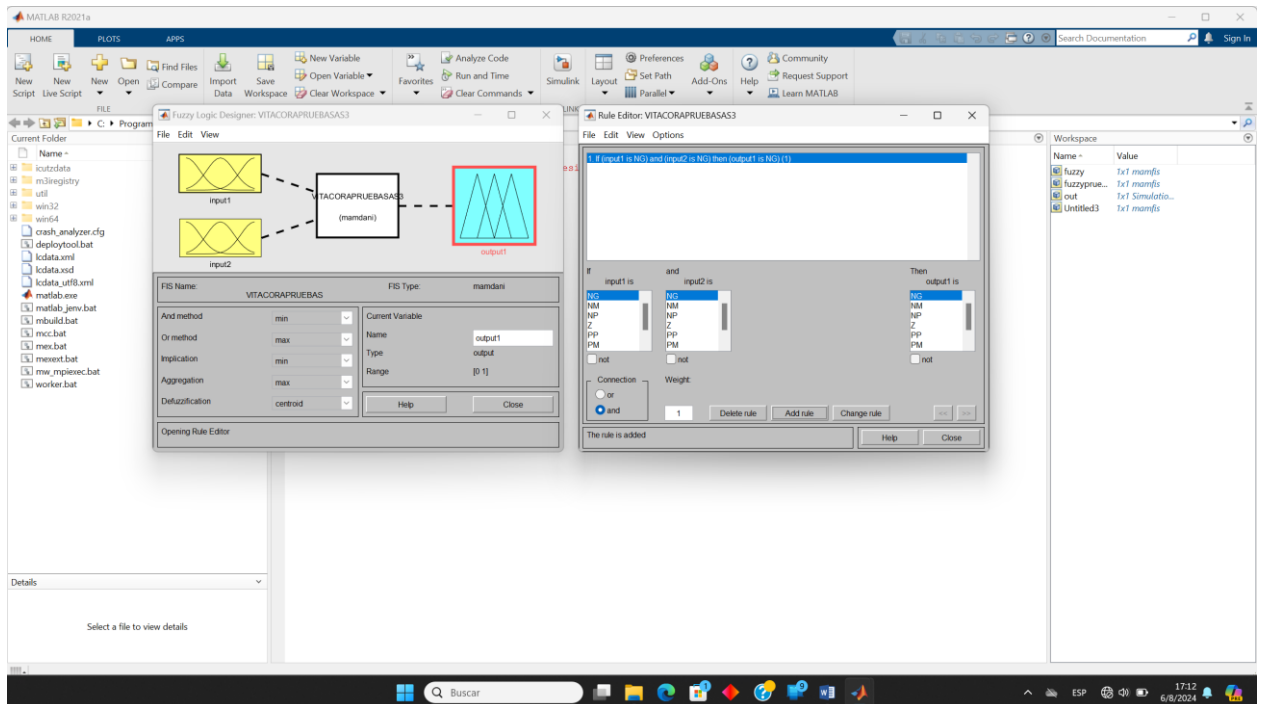 MATLAB R2021a
HOME PLOTS APPS
Search Documentation
Sign In
New Script
New Live Script
New
Open
Find Files
Compare
Import Data
Save Workspace
New Variable
Open Variable
Clear Workspace
Favorites
Analyze Code
Run and Time
Clear Commands
Simulink
Layout
Preferences
Set Path
Parallel
Add-Ons
Help
Community
Request Support
Learn MATLAB
FILE
C: Program
Current Folder
Name
icutzdata
m3iregistry
util
win32
win64
crash_analyzer.cfg
deploytool.bat
lcdata.xml
lcdata.xsd
lcdata_utf8.xml
matlab.exe
matlab_jenv.bat
mbuild.bat
mcc.bat
mex.bat
mexext.bat
mw_mpiexec.bat
worker.bat
Details
Select a file to view details
Fuzzy Logic Designer: VITACORAPRUEBASAS3
File Edit View
input1
input2
VITACORAPRUEBASAS3
(mamdani)
output1
FIS Name: VITACORAPRUEBAS
FIS Type: mamdani
And method min
Or method max
Implication min
Aggregation max
Defuzzification centroid
Current Variable
Name output1
Type output
Range [0 1]
Help Close
Opening Rule Editor
Rule Editor: VITACORAPRUEBASAS3
File Edit View Options
1. If (input1 is NG) and (input2 is NG) then (output1 is NG) (1)
If and Then
input1 is input2 is output1 is
NG NG NG
NM NM NM
NP NP NP
Z Z Z
PP PP PP
PM PM PM
not not not
Connection Weight:
or
and 1 Delete rule Add rule Change rule << >>
The rule is added Help Close
Workspace
Name Value
fuzzy 1x1 mamfis
fuzzyprue... 1x1 mamfis
out 1x1 Simulatio...
Untitled3 1x1 mamfis
Buscar
ESP
17:12
6/8/2024